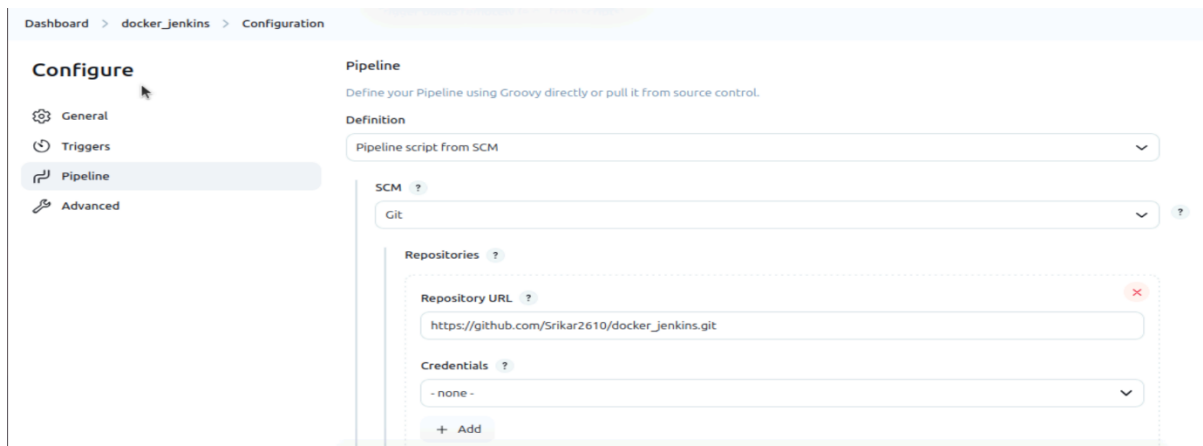 Dashboard > docker_jenkins > Configuration
Configure
General
Triggers
Pipeline
Advanced
Pipeline
Define your Pipeline using Groovy directly or pull it from source control.
Definition
Pipeline script from SCM
SCM ?
Git
?
Repositories ?
Repository URL ?
https://github.com/Srikar2610/docker_jenkins.git
Credentials ?
- none -
+ Add